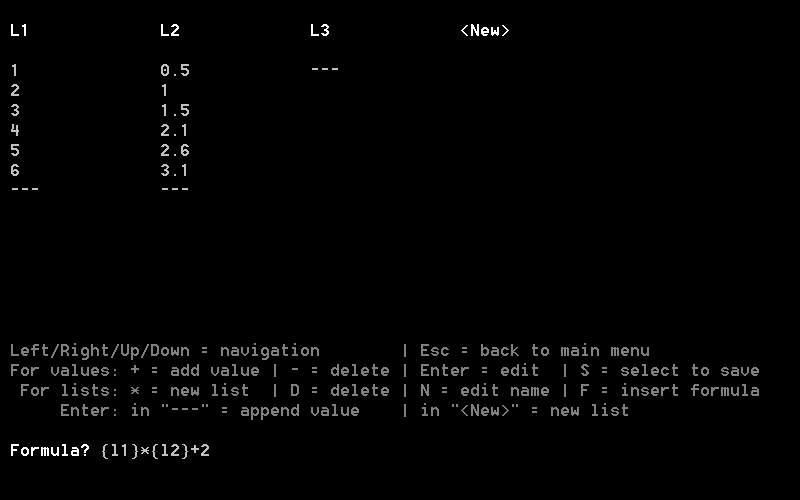 L1 L2 L3 <New>
1 0.5 ---
2 1
3 1.5
4 2.1
5 2.6
6 3.1
--- ---
Left/Right/Up/Down = navigation | Esc = back to main menu
For values: + = add value | - = delete | Enter = edit | S = select to save
For lists: * = new list | D = delete | N = edit name | F = insert formula
Enter: in "---" = append value | in "<New>" = new list
Formula? {l1}*{l2}+2